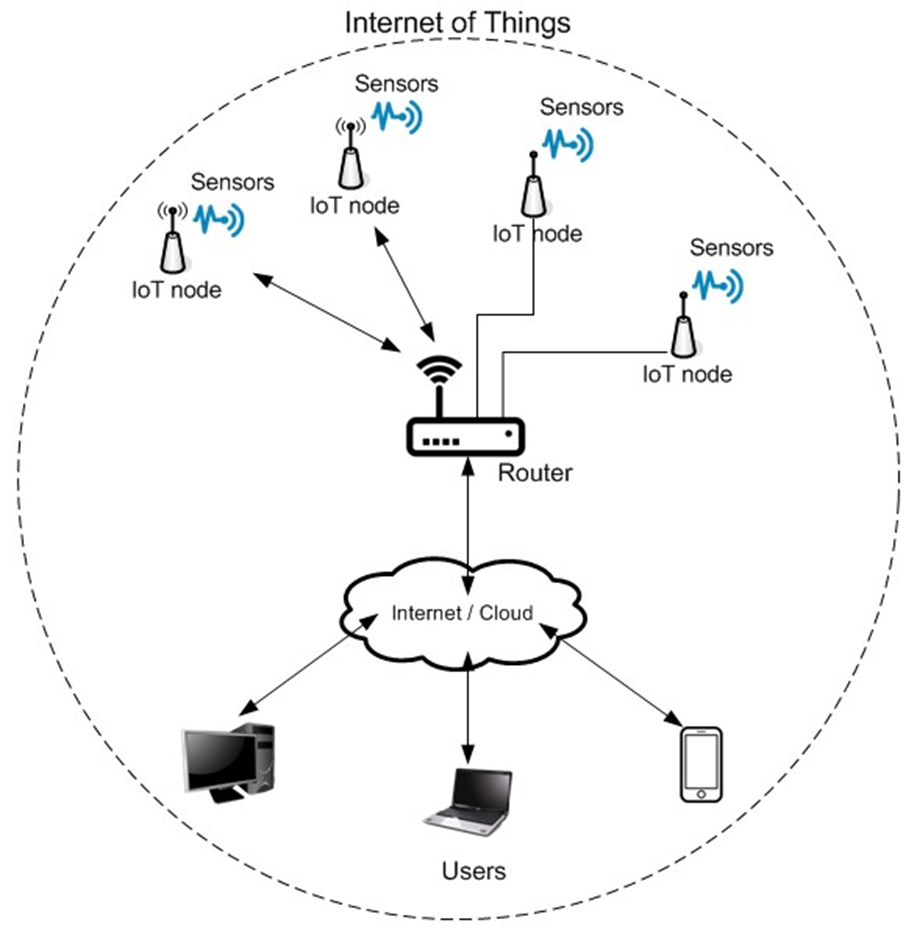 Internet of Things
Sensors
IoT node
Sensors
IoT node
Sensors
IoT node
Sensors
IoT node
Router
Internet / Cloud
Users